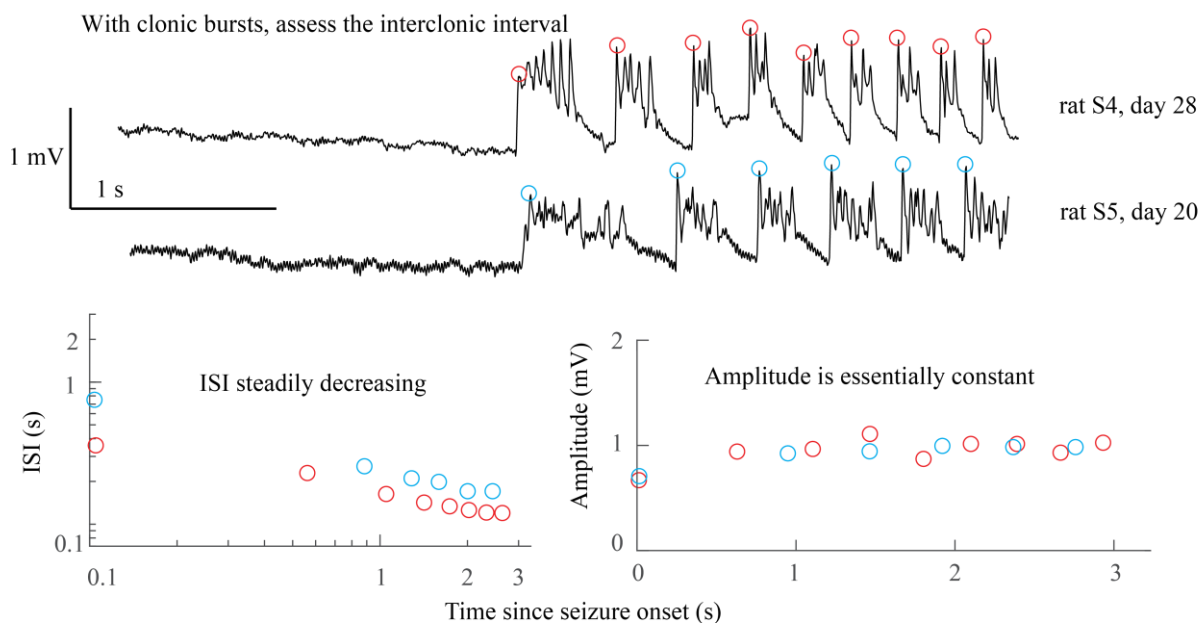 With clonic bursts, assess the interclonic interval
rat S4, day 28
1 mV
1 s
rat S5, day 20
ISI steadily decreasing
ISI (s)
2
1
0.1
0.1
1
2
3
Amplitude is essentially constant
Amplitude (mV)
2
1
0
0
1
2
3
Time since seizure onset (s)